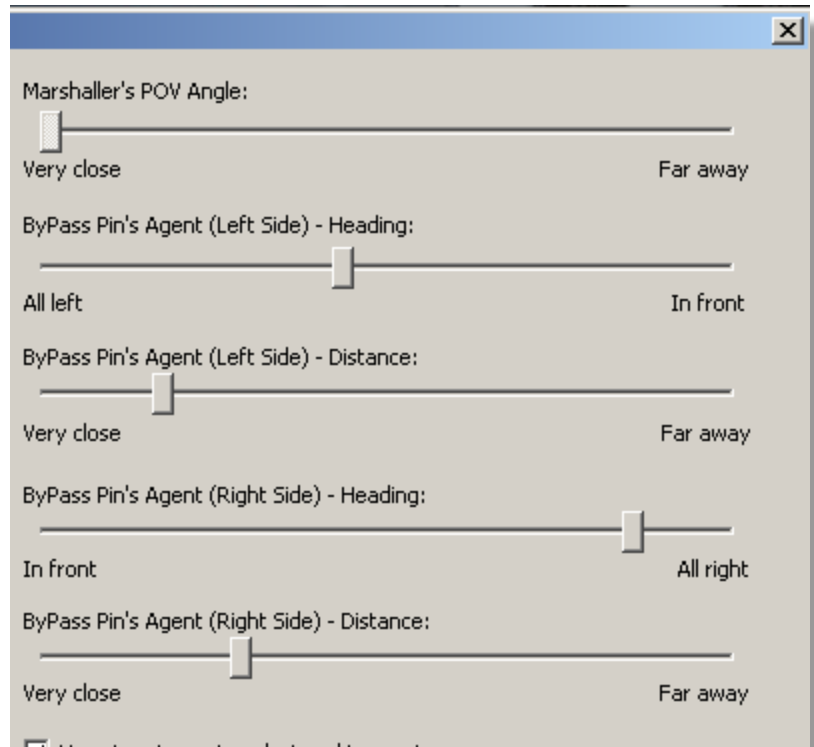 Marshaller's POV Angle:
Very close Far away
ByPass Pin's Agent (Left Side) - Heading:
All left In front
ByPass Pin's Agent (Left Side) - Distance:
Very close Far away
ByPass Pin's Agent (Right Side) - Heading:
In front All right
ByPass Pin's Agent (Right Side) - Distance:
Very close Far away